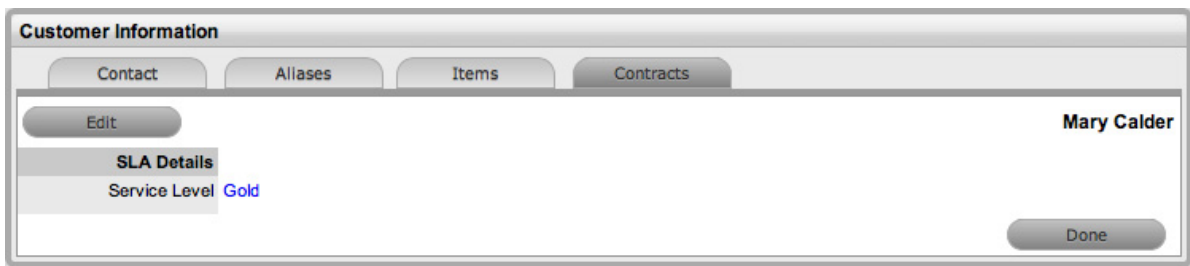 Customer Information
Contact Aliases Items Contracts
Edit Mary Calder
SLA Details
Service Level Gold
Done